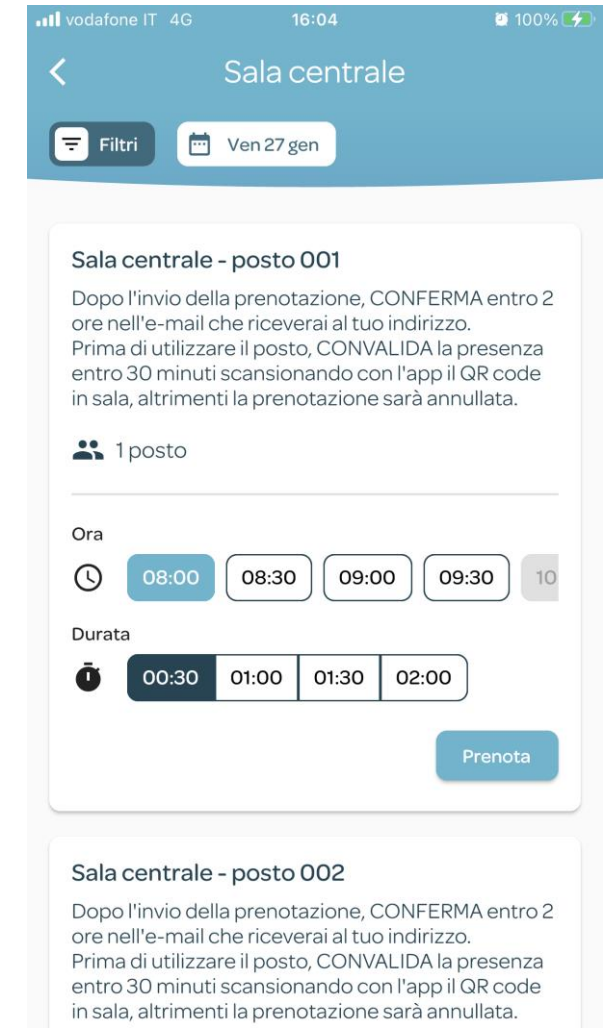 vodafone IT 4G 16:04 100%
Sala centrale
Filtri Ven 27 gen
Sala centrale - posto 001
Dopo l'invio della prenotazione, CONFERMA entro 2
ore nell'e-mail che riceverai al tuo indirizzo.
Prima di utilizzare il posto, CONVALIDA la presenza
entro 30 minuti scansionando con l'app il QR code
in sala, altrimenti la prenotazione sarà annullata.
1 posto
Ora
08:00 08:30 09:00 09:30 10
Durata
00:30 01:00 01:30 02:00
Prenota
Sala centrale - posto 002
Dopo l'invio della prenotazione, CONFERMA entro 2
ore nell'e-mail che riceverai al tuo indirizzo.
Prima di utilizzare il posto, CONVALIDA la presenza
entro 30 minuti scansionando con l'app il QR code
in sala, altrimenti la prenotazione sarà annullata.